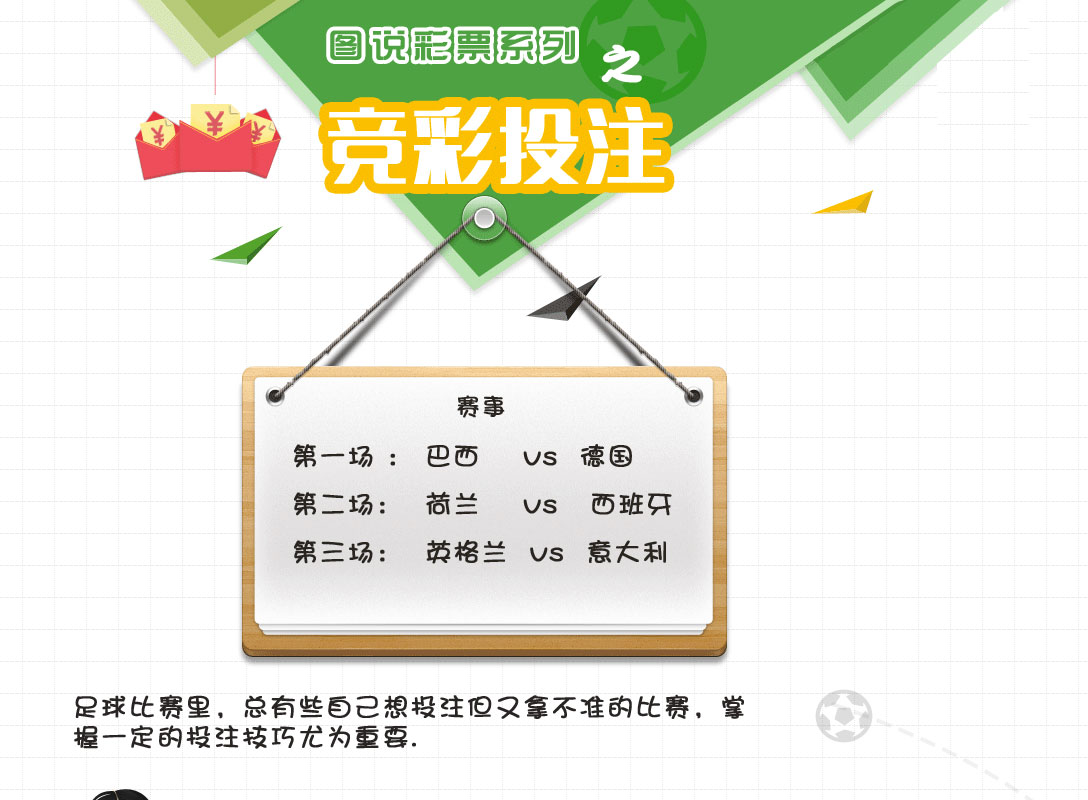 图说彩票系列
之
竞彩投注
赛事
第一场： 巴西 vs 德国
第二场： 荷兰 vs 西班牙
第三场： 英格兰 vs 意大利
足球比赛里，总有些自己想投注但又拿不准的比赛，掌
握一定的投注技巧尤为重要.